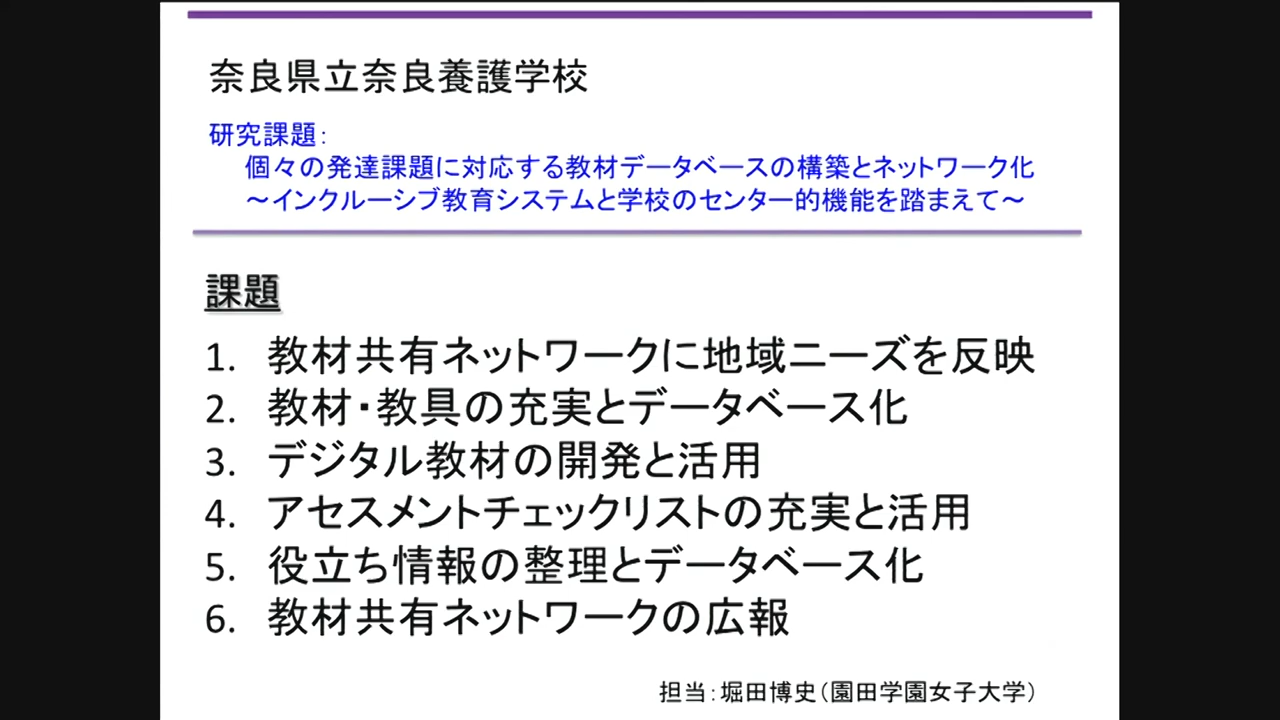 奈良県立奈良養護学校
研究課題:
個々の発達課題に対応する教材データベースの構築とネットワーク化
～インクルーシブ教育システムと学校のセンター的機能を踏まえて～
課題
1. 教材共有ネットワークに地域ニーズを反映
2. 教材・教具の充実とデータベース化
3. デジタル教材の開発と活用
4. アセスメントチェックリストの充実と活用
5. 役立ち情報の整理とデータベース化
6. 教材共有ネットワークの広報
担当:堀田博史(園田学園女子大学)